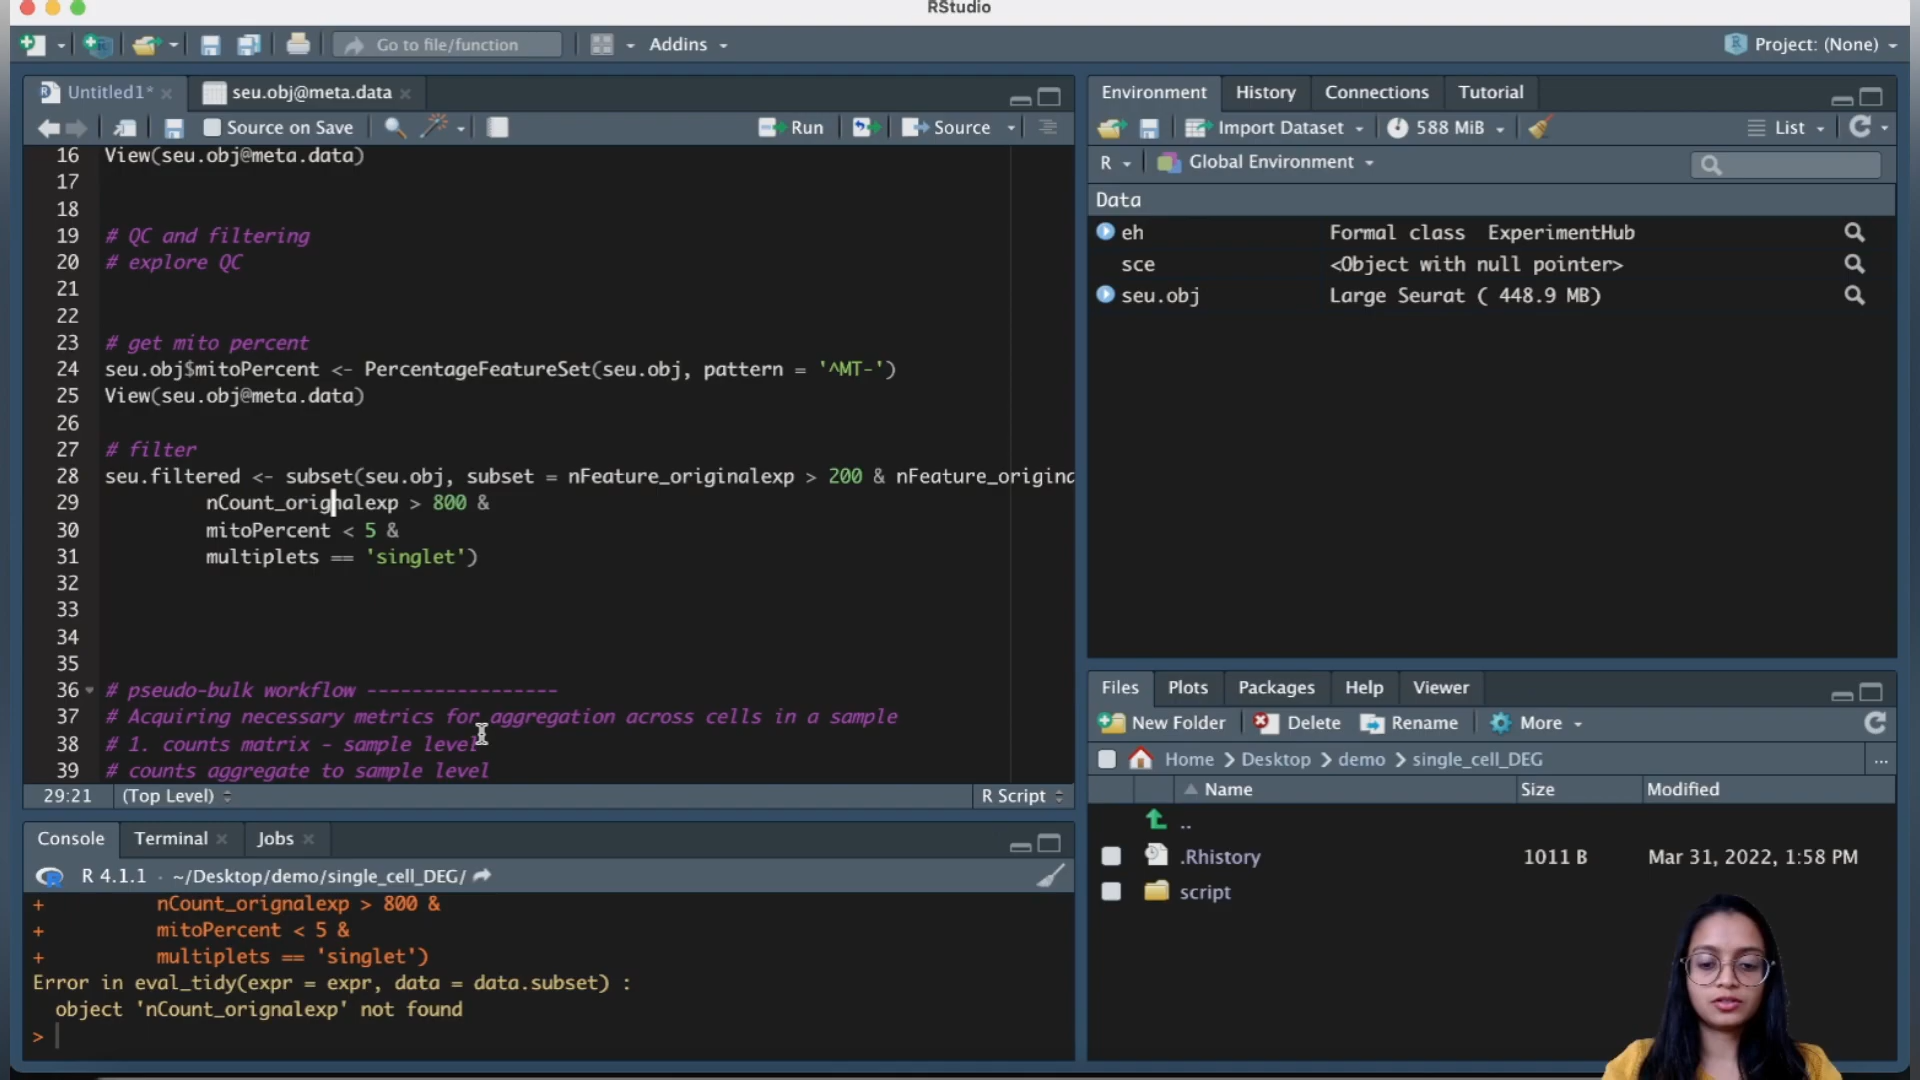 RStudio
Go to file/function
Addins
Project: (None)
Untitled1*
seu.obj@meta.data
Source on Save
Run
Source
16 View(seu.obj@meta.data)
17
18
19 # QC and filtering
20 # explore QC
21
22
23 # get mito percent
24 seu.obj$mitoPercent <- PercentageFeatureSet(seu.obj, pattern = '^MT-')
25 View(seu.obj@meta.data)
26
27 # filter
28 seu.filtered <- subset(seu.obj, subset = nFeature_originalexp > 200 & nFeature_origina
29 nCount_orignalexp > 800 &
30 mitoPercent < 5 &
31 multiplets == 'singlet')
32
33
34
35
36 # pseudo-bulk workflow -----------------
37 # Acquiring necessary metrics for aggregation across cells in a sample
38 # 1. counts matrix - sample level
39 # counts aggregate to sample level
29:21 (Top Level) R Script
Console Terminal Jobs
R 4.1.1 · ~/Desktop/demo/single_cell_DEG/
+ nCount_orignalexp > 800 &
+ mitoPercent < 5 &
+ multiplets == 'singlet')
Error in eval_tidy(expr = expr, data = data.subset) :
object 'nCount_orignalexp' not found
>
Environment History Connections Tutorial
Import Dataset 588 MiB List
R Global Environment
Data
eh Formal class ExperimentHub
sce <Object with null pointer>
seu.obj Large Seurat ( 448.9 MB)
Files Plots Packages Help Viewer
New Folder Delete Rename More
Home Desktop demo single_cell_DEG ...
Name Size Modified
..
.Rhistory 1011 B Mar 31, 2022, 1:58 PM
script